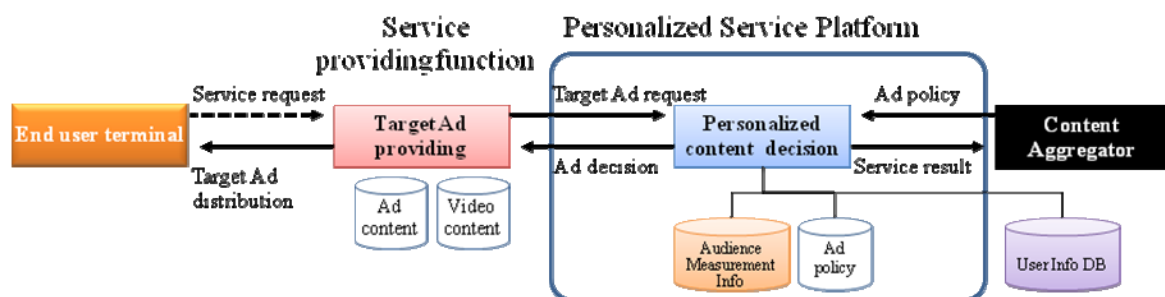 Service
providingfunction
Personalized Service Platform
Service request
Target Ad request
Ad policy
End user terminal
Target Ad
providing
Personalized
content decision
Content
Aggregator
Target Ad
distribution
Ad decision
Service result
Ad
content
Video
content
Audience
Measurement
Info
Ad
policy
UserInfo DB